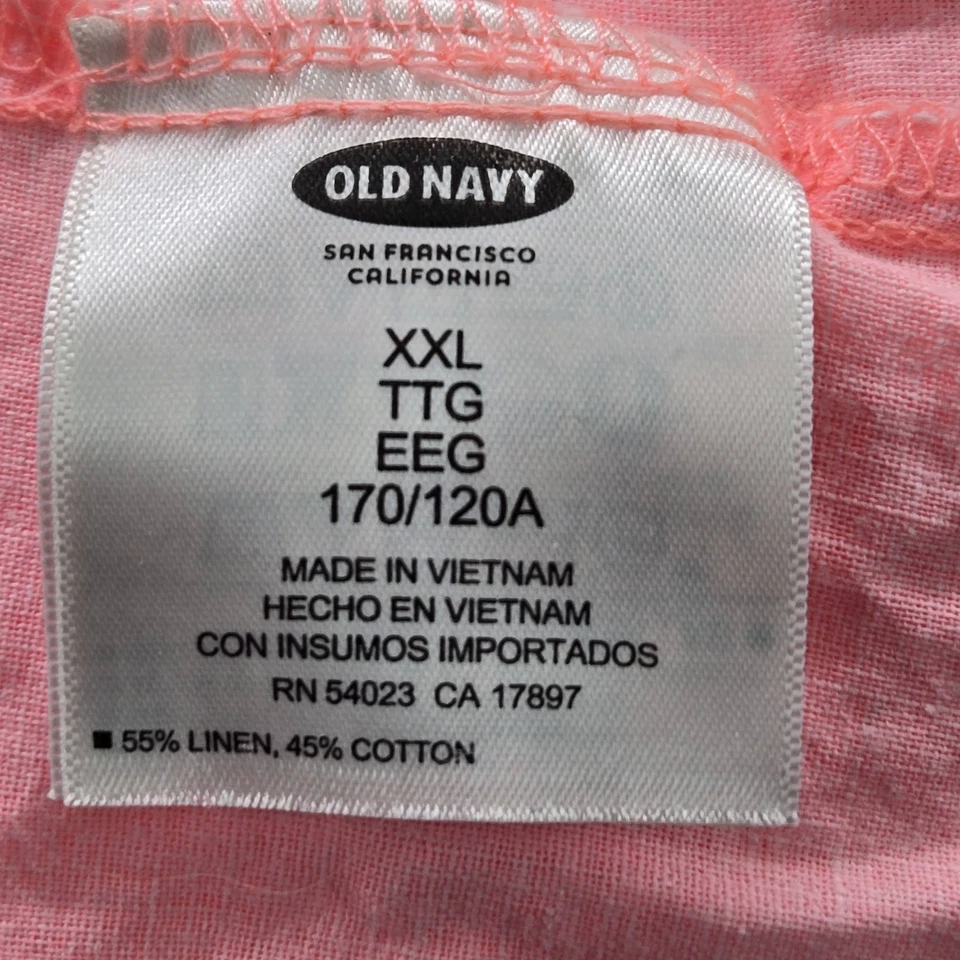 OLD NAVY
SAN FRANCISCO
CALIFORNIA
XXL
TTG
EEG
170/120A
MADE IN VIETNAM
HECHO EN VIETNAM
CON INSUMOS IMPORTADOS
RN 54023 CA 17897
■ 55% LINEN, 45% COTTON